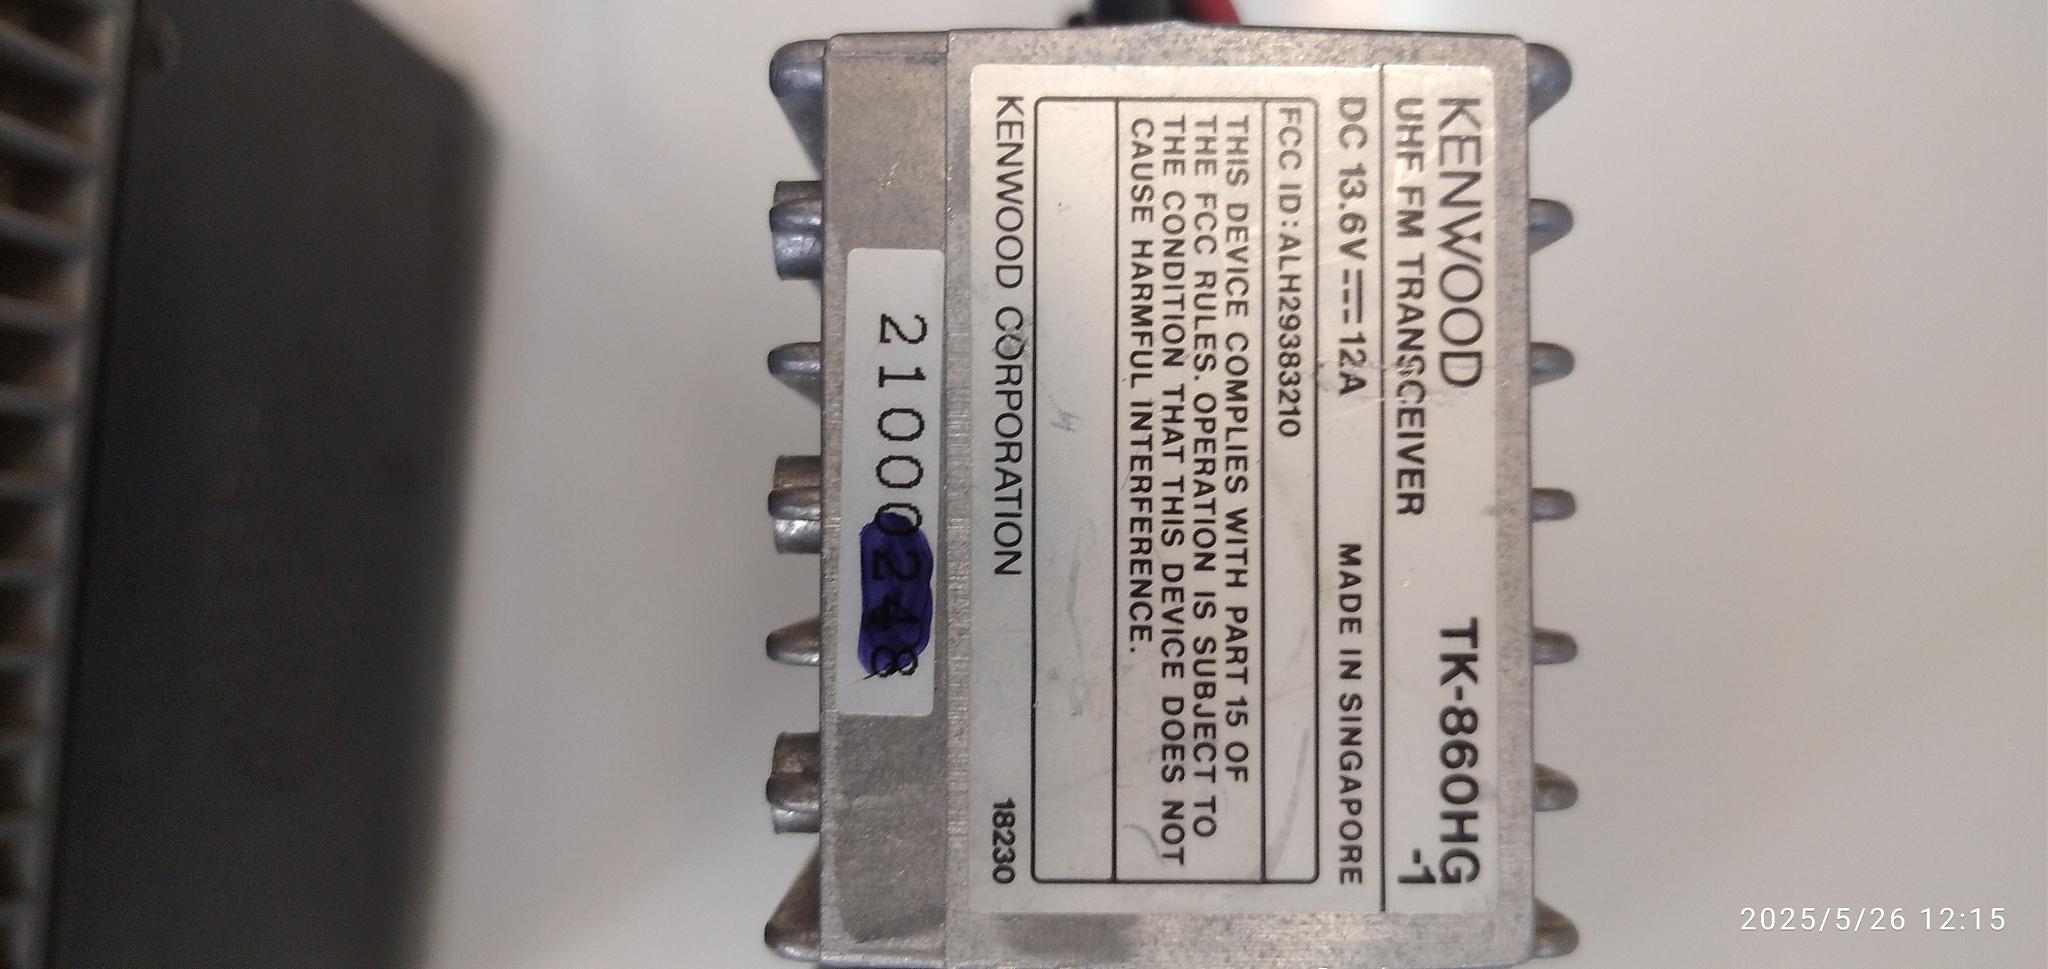 KENWOOD TK-860HG
UHF FM TRANSCEIVER -1
DC 13.6V 12A MADE IN SINGAPORE
FCC ID:ALH29383210
THIS DEVICE COMPLIES WITH PART 15 OF
THE FCC RULES. OPERATION IS SUBJECT TO
THE CONDITION THAT THIS DEVICE DOES NOT
CAUSE HARMFUL INTERFERENCE.
KENWOOD CORPORATION 18230
21000248
2025/5/26 12:15